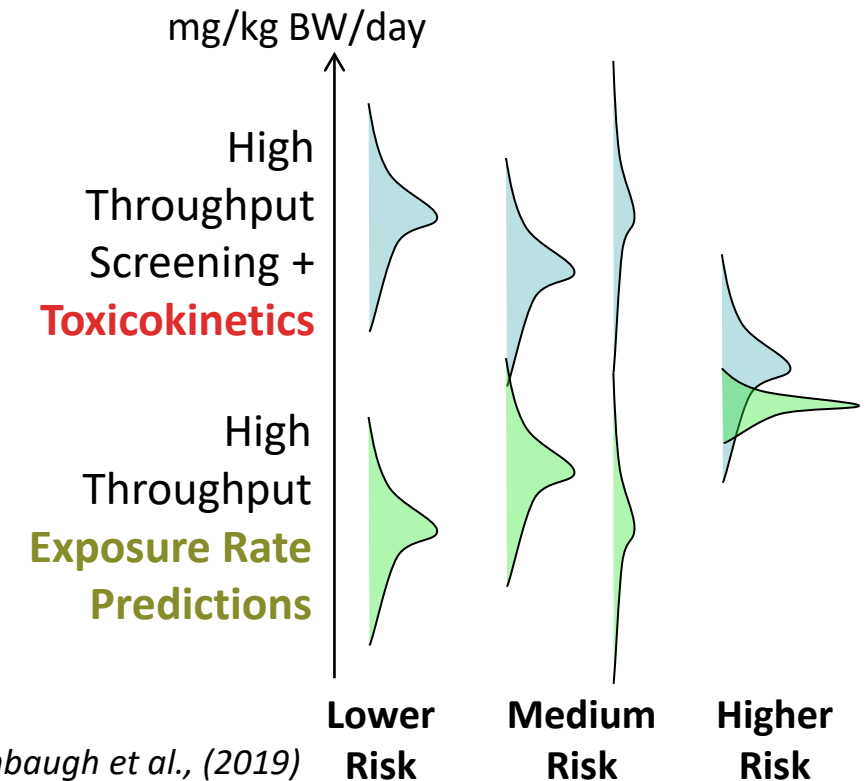 mg/kg BW/day
High
Throughput
Screening +
Toxicokinetics
High
Throughput
Exposure Rate
Predictions
Lower
Risk
Medium
Risk
Higher
Risk
baugh et al., (2019)